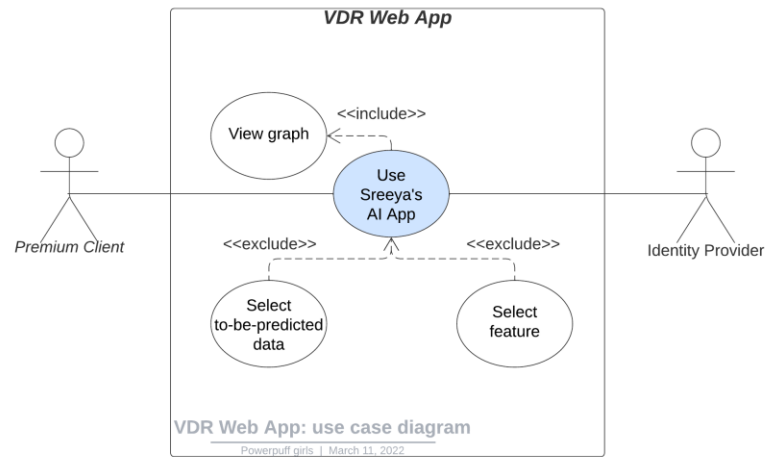 VDR Web App
<<include>>
View graph
Use
Sreeya's
AI App
Premium Client
Identity Provider
<<exclude>>
<<exclude>>
Select
to-be-predicted
data
Select
feature
VDR Web App: use case diagram
Powerpuff girls | March 11, 2022